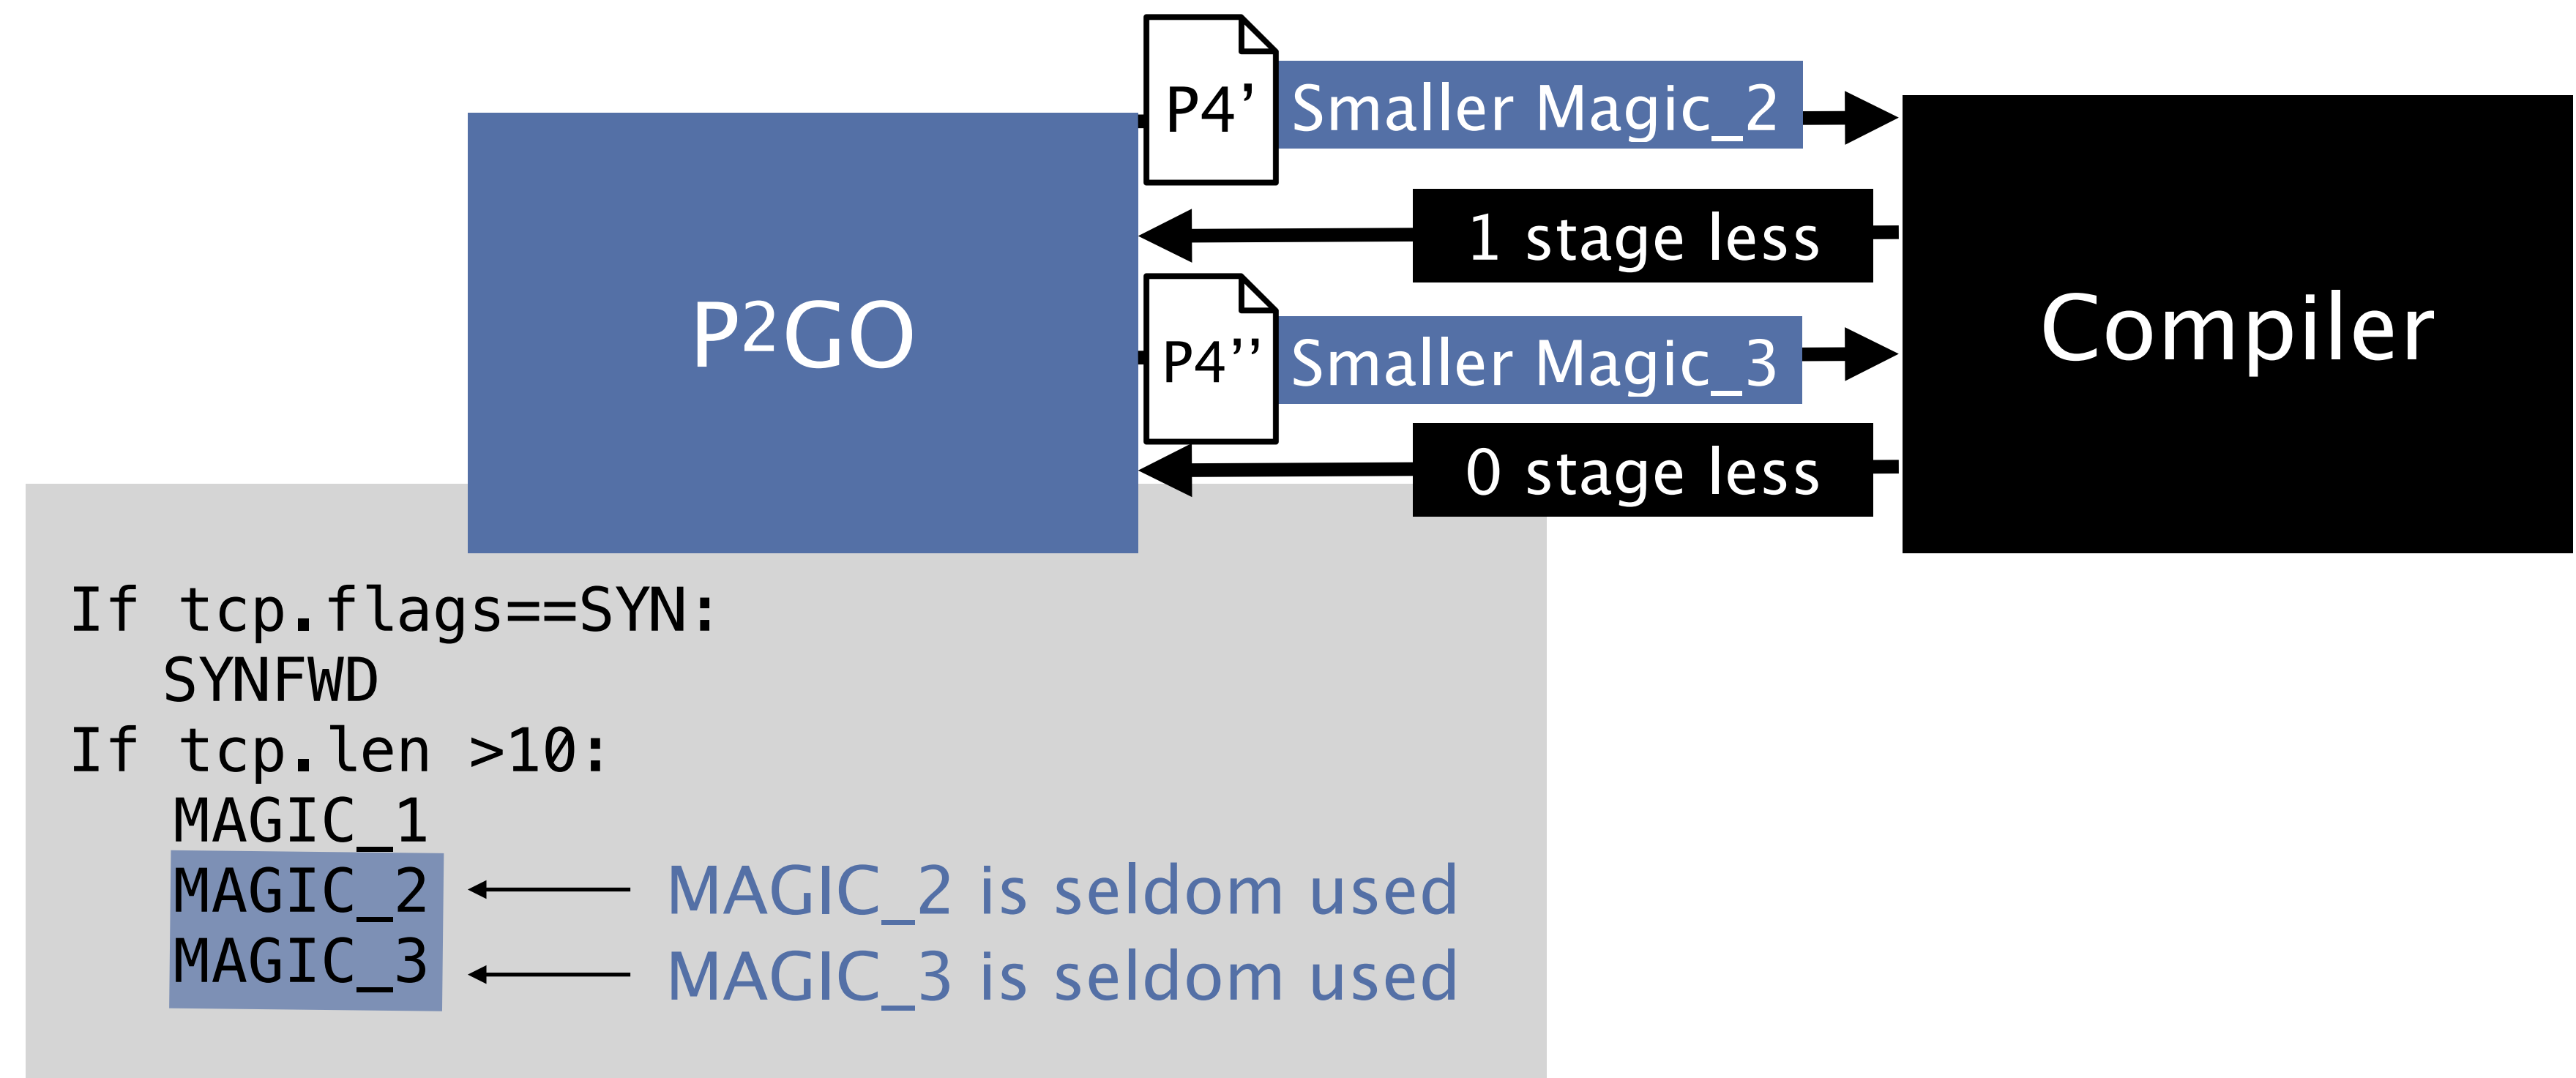 P4’ Smaller Magic_2
1 stage less
P²GO
Compiler
P4’’ Smaller Magic_3
0 stage less
If tcp.flags==SYN:
SYNFWD
If tcp.len >10:
MAGIC_1
MAGIC_2 MAGIC_2 is seldom used
MAGIC_3 MAGIC_3 is seldom used